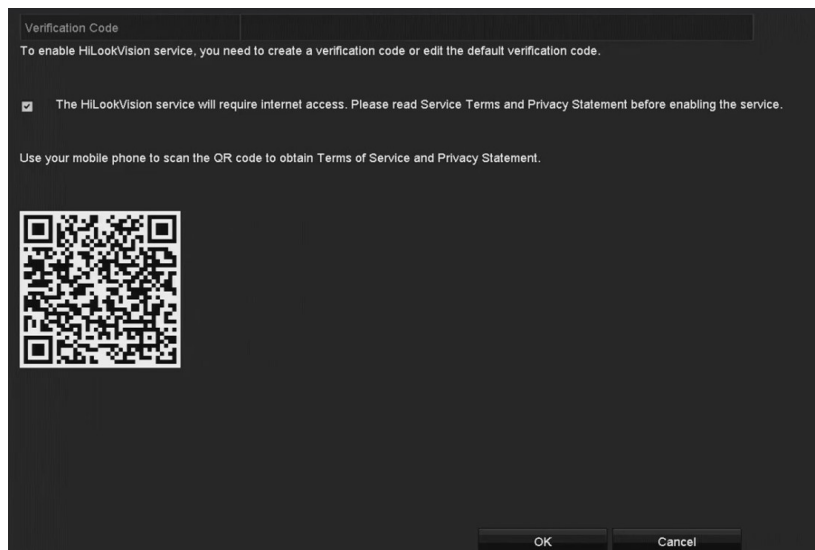 Verification Code
To enable HiLookVision service, you need to create a verification code or edit the default verification code.
The HiLookVision service will require internet access. Please read Service Terms and Privacy Statement before enabling the service.
Use your mobile phone to scan the QR code to obtain Terms of Service and Privacy Statement.
OK Cancel